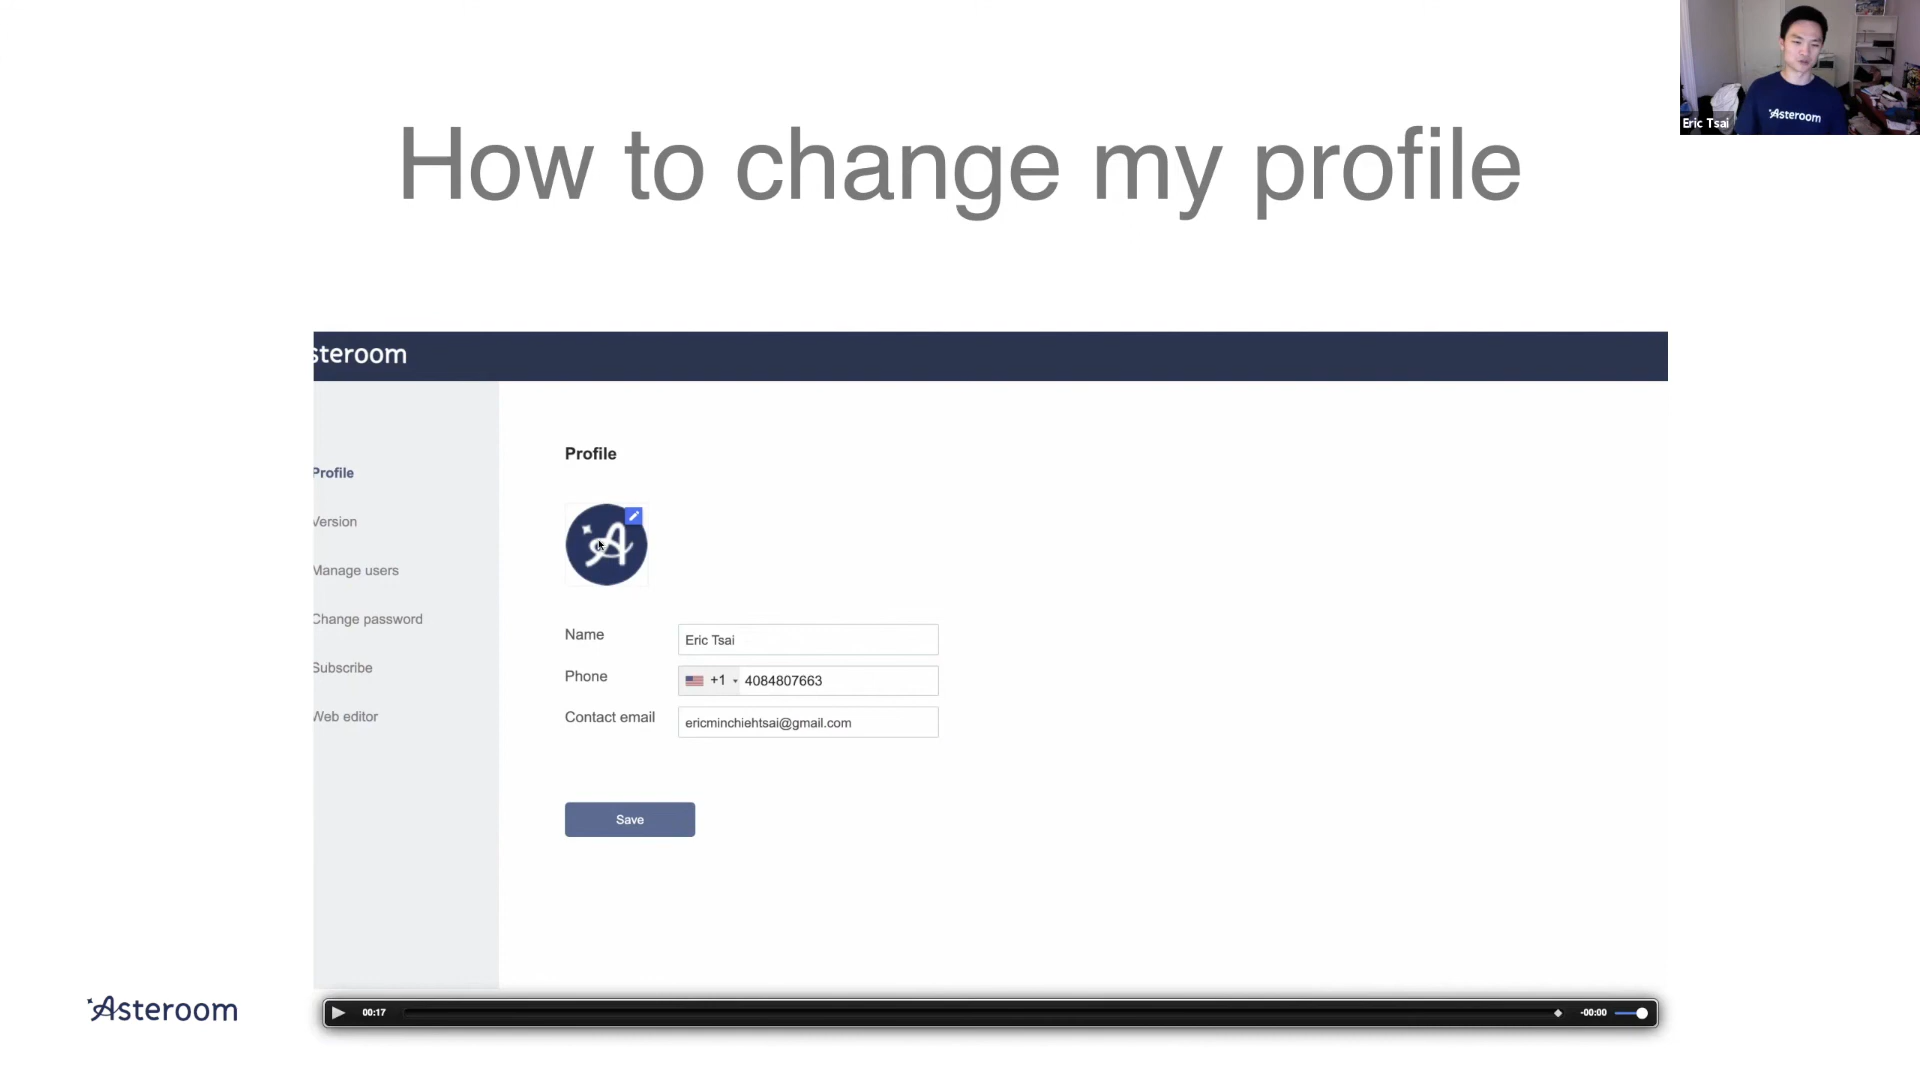 How to change my profile
Asteroom
Eric Tsai
steroom
Profile
Version
Manage users
Change password
Subscribe
Web editor
Profile
Name
Eric Tsai
Phone
+1
4084807663
Contact email
ericminchiehtsai@gmail.com
Save
Asteroom
00:17
-00:00